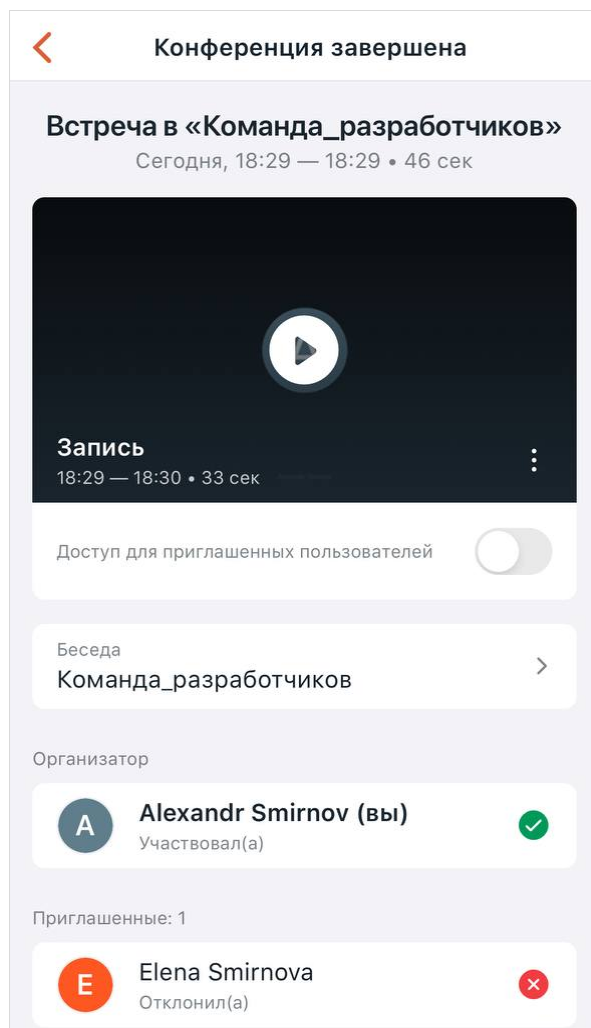 Конференция завершена
Встреча в «Команда_разработчиков»
Сегодня, 18:29 — 18:29 • 46 сек
Запись
18:29 — 18:30 • 33 сек
Доступ для приглашенных пользователей
Беседа
Команда_разработчиков
Организатор
A
Alexandr Smirnov (вы)
Участвовал(а)
Приглашенные: 1
E
Elena Smirnova
Отклонил(а)